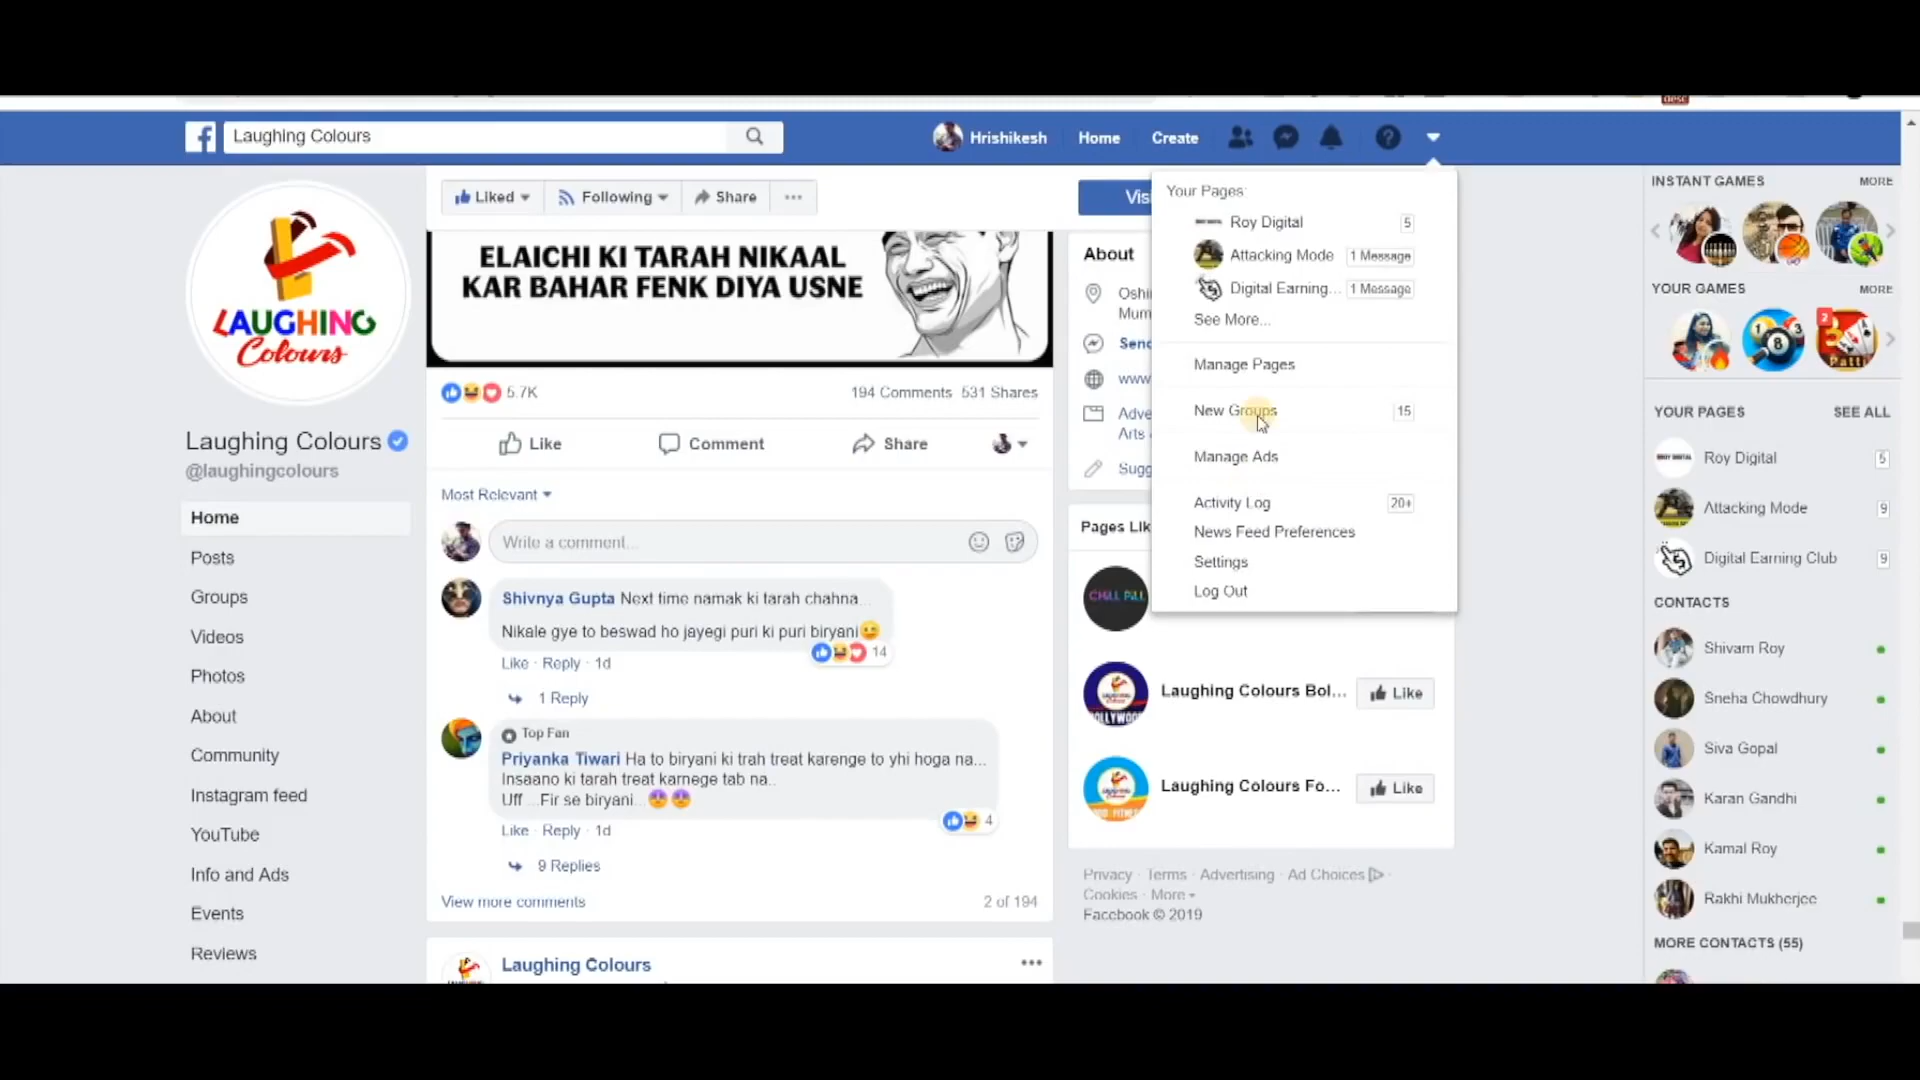 desc
Laughing Colours
Hrishikesh
Home
Create
LAUGHING
Colours
Laughing Colours
@laughingcolours
Home
Posts
Groups
Videos
Photos
About
Community
Instagram feed
YouTube
Info and Ads
Events
Reviews
Liked
Following
Share
ELAICHI KI TARAH NIKAAL
KAR BAHAR FENK DIYA USNE
5.7K
194 Comments 531 Shares
Like
Comment
Share
Most Relevant
Write a comment...
Shivnya Gupta Next time namak ki tarah chahna...
Nikale gye to beswad ho jayegi puri ki puri biryani
14
Like · Reply · 1d
1 Reply
Top Fan
Priyanka Tiwari Ha to biryani ki trah treat karenge to yhi hoga na...
Insaano ki tarah treat karnege tab na..
Uff ...Fir se biryani...
4
Like · Reply · 1d
9 Replies
View more comments
2 of 194
Laughing Colours
About
Send
www
Adve
Arts
Sugg
Pages Lik
CHILL PILL
Laughing Colours Bol...
Like
Laughing Colours Fo...
Like
Privacy · Terms · Advertising · Ad Choices ·
Cookies · More
Facebook © 2019
Your Pages:
Roy Digital 5
Attacking Mode 1 Message
Digital Earning... 1 Message
See More...
Manage Pages
New Groups 15
Manage Ads
Activity Log 20+
News Feed Preferences
Settings
Log Out
INSTANT GAMES MORE
YOUR GAMES MORE
2
YOUR PAGES SEE ALL
Roy Digital 5
Attacking Mode 9
Digital Earning Club 9
CONTACTS
Shivam Roy
Sneha Chowdhury
Siva Gopal
Karan Gandhi
Kamal Roy
Rakhi Mukherjee
MORE CONTACTS (55)